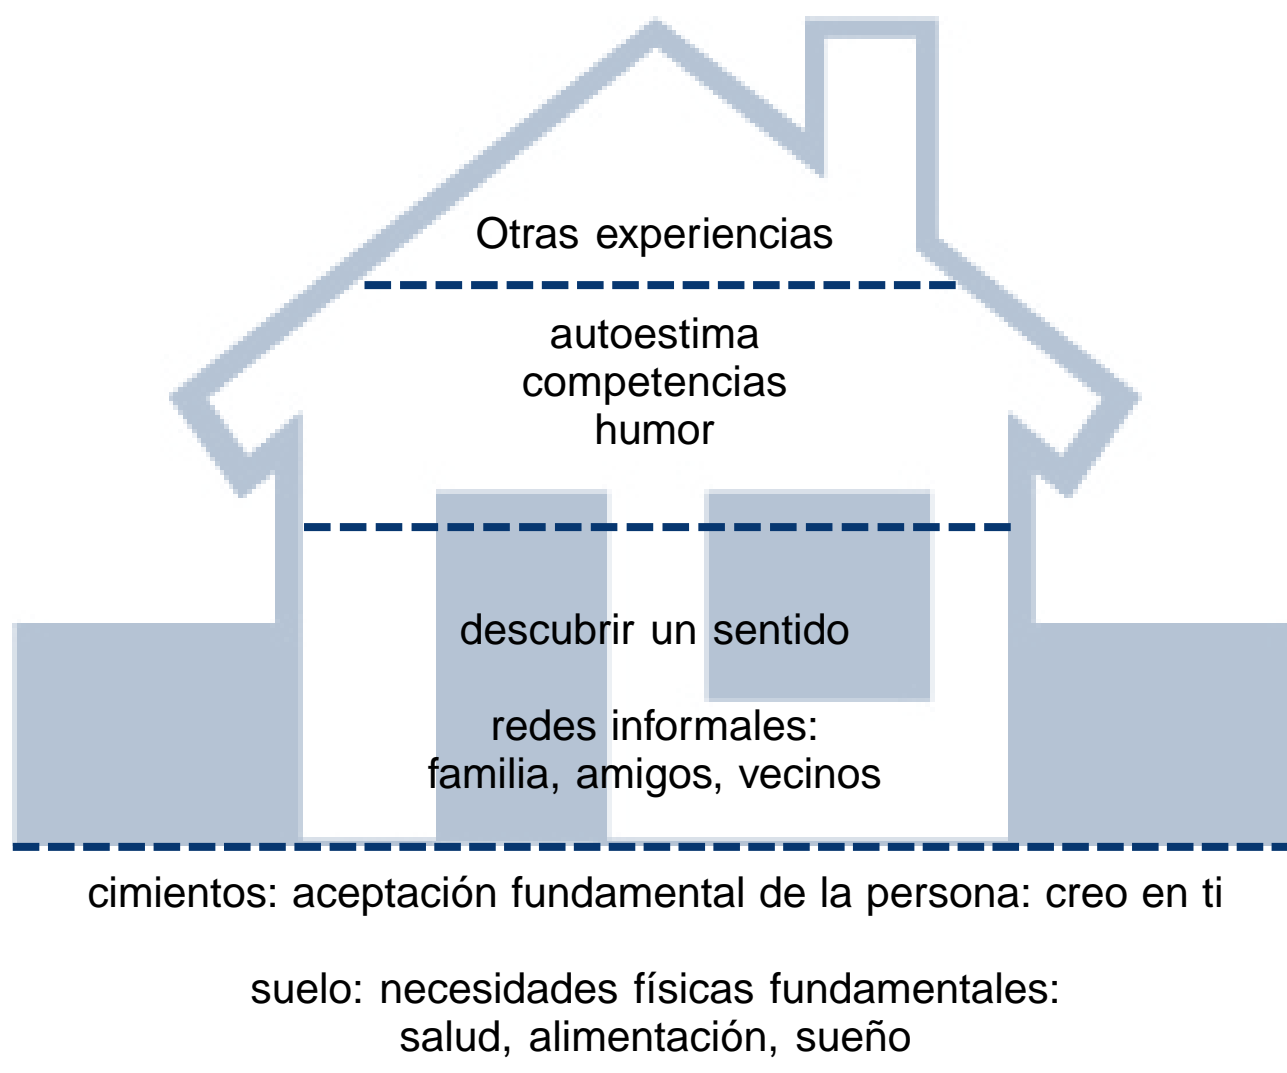 Otras experiencias
autoestima
competencias
humor
descubrir un sentido
redes informales:
familia, amigos, vecinos
cimientos: aceptación fundamental de la persona: creo en ti
suelo: necesidades físicas fundamentales:
salud, alimentación, sueño